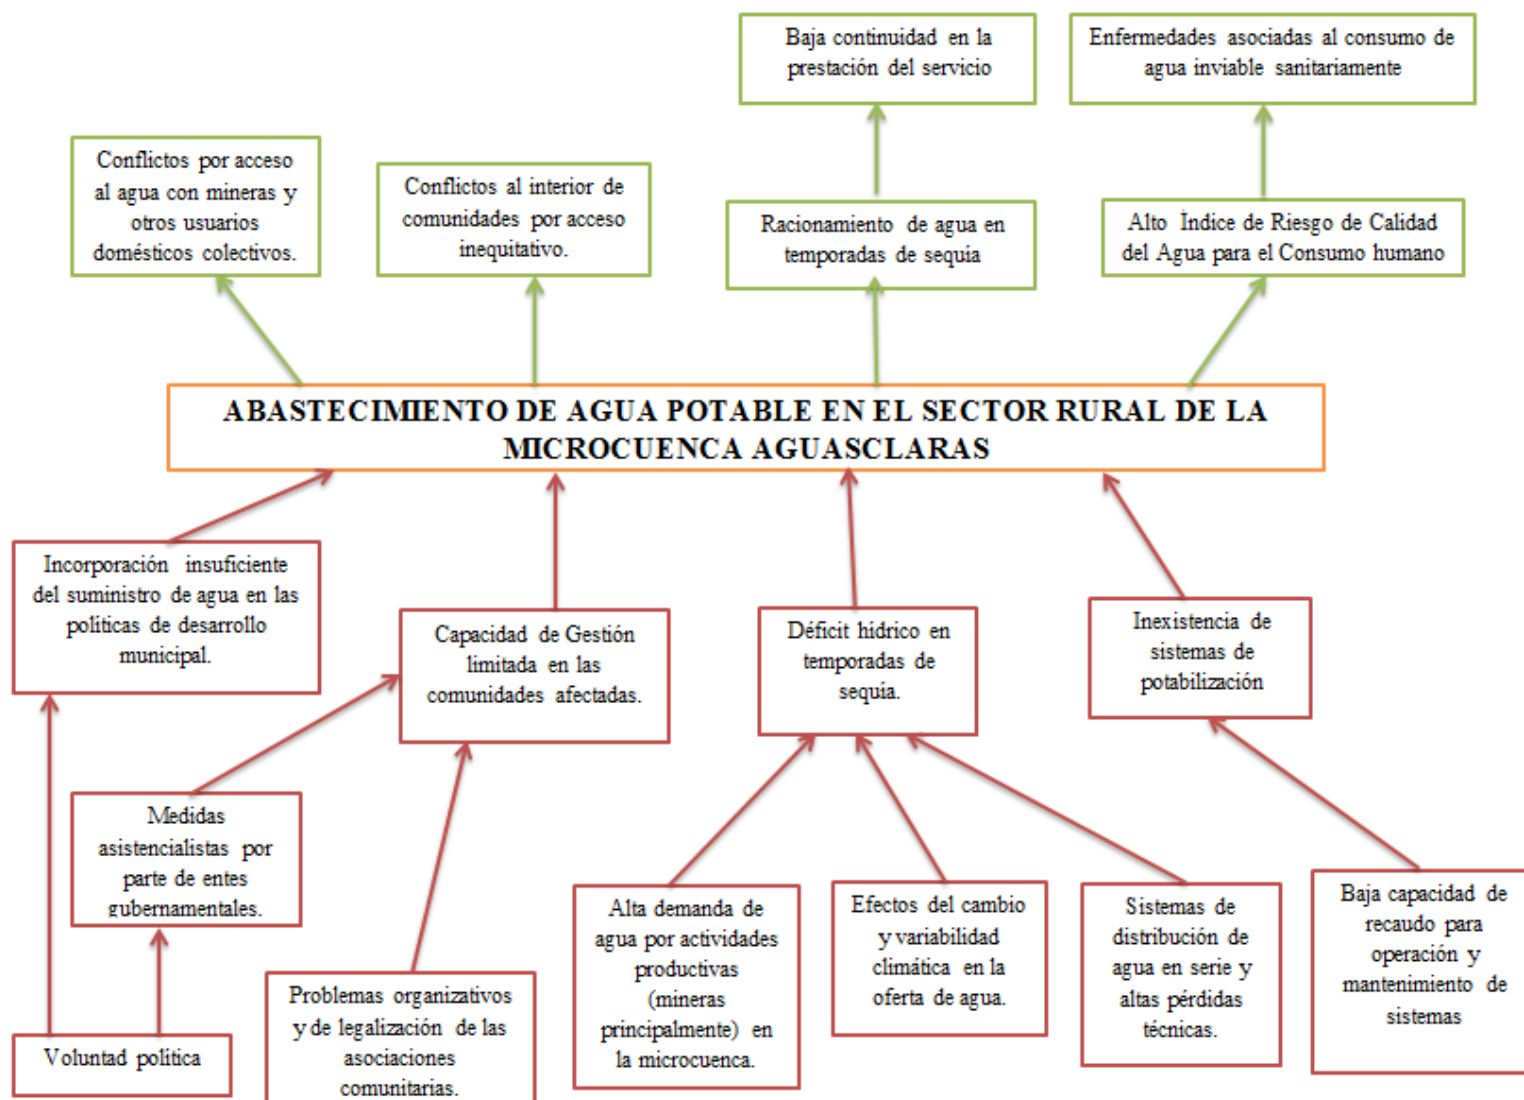 Baja continuidad en la
prestación del servicio
Enfermedades asociadas al consumo de
agua inviable sanitariamente
Conflictos por acceso
al agua con mineras y
otros usuarios
domésticos colectivos.
Conflictos al interior de
comunidades por acceso
inequitativo.
Racionamiento de agua en
temporadas de sequía
Alto Índice de Riesgo de Calidad
del Agua para el Consumo humano
ABASTECIMIENTO DE AGUA POTABLE EN EL SECTOR RURAL DE LA
MICROCUENCA AGUASCLARAS
Incorporación insuficiente
del suministro de agua en las
políticas de desarrollo
municipal.
Capacidad de Gestión
limitada en las
comunidades afectadas.
Déficit hídrico en
temporadas de
sequía.
Inexistencia de
sistemas de
potabilización
Medidas
asistencialistas por
parte de entes
gubernamentales.
Alta demanda de
agua por actividades
productivas
(mineras
principalmente) en
la microcuenca.
Efectos del cambio
y variabilidad
climática en la
oferta de agua.
Sistemas de
distribución de
agua en serie y
altas pérdidas
técnicas.
Baja capacidad de
recaudo para
operación y
mantenimiento de
sistemas
Voluntad política
Problemas organizativos
y de legalización de las
asociaciones
comunitarias.